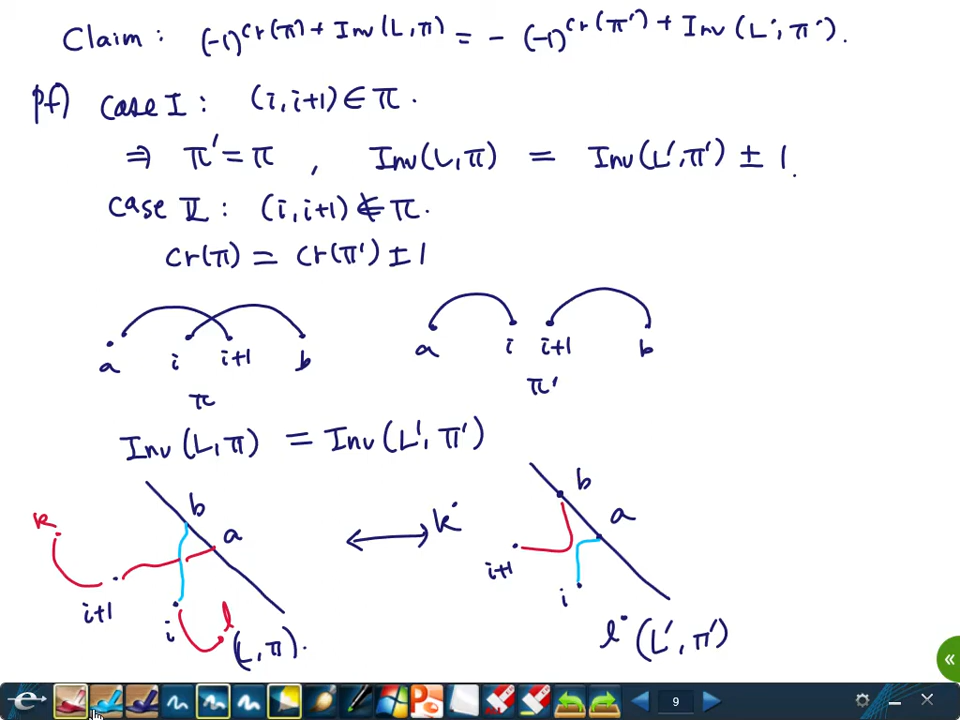 Claim : (-1)^{cr(π) + Inv(L,π)} = - (-1)^{cr(π') + Inv(L',π')}.
pf) Case I : (i, i+1) ∈ π.
⇒ π' = π , Inv(L,π) = Inv(L',π') ± 1.
case II : (i, i+1) ∉ π.
cr(π) = cr(π') ± 1
a i i+1 b a i i+1 b
π π'
Inv(L,π) = Inv(L', π')
b b
k a k a
i+1 i+1
i l i
(L, π). l (L', π')
9